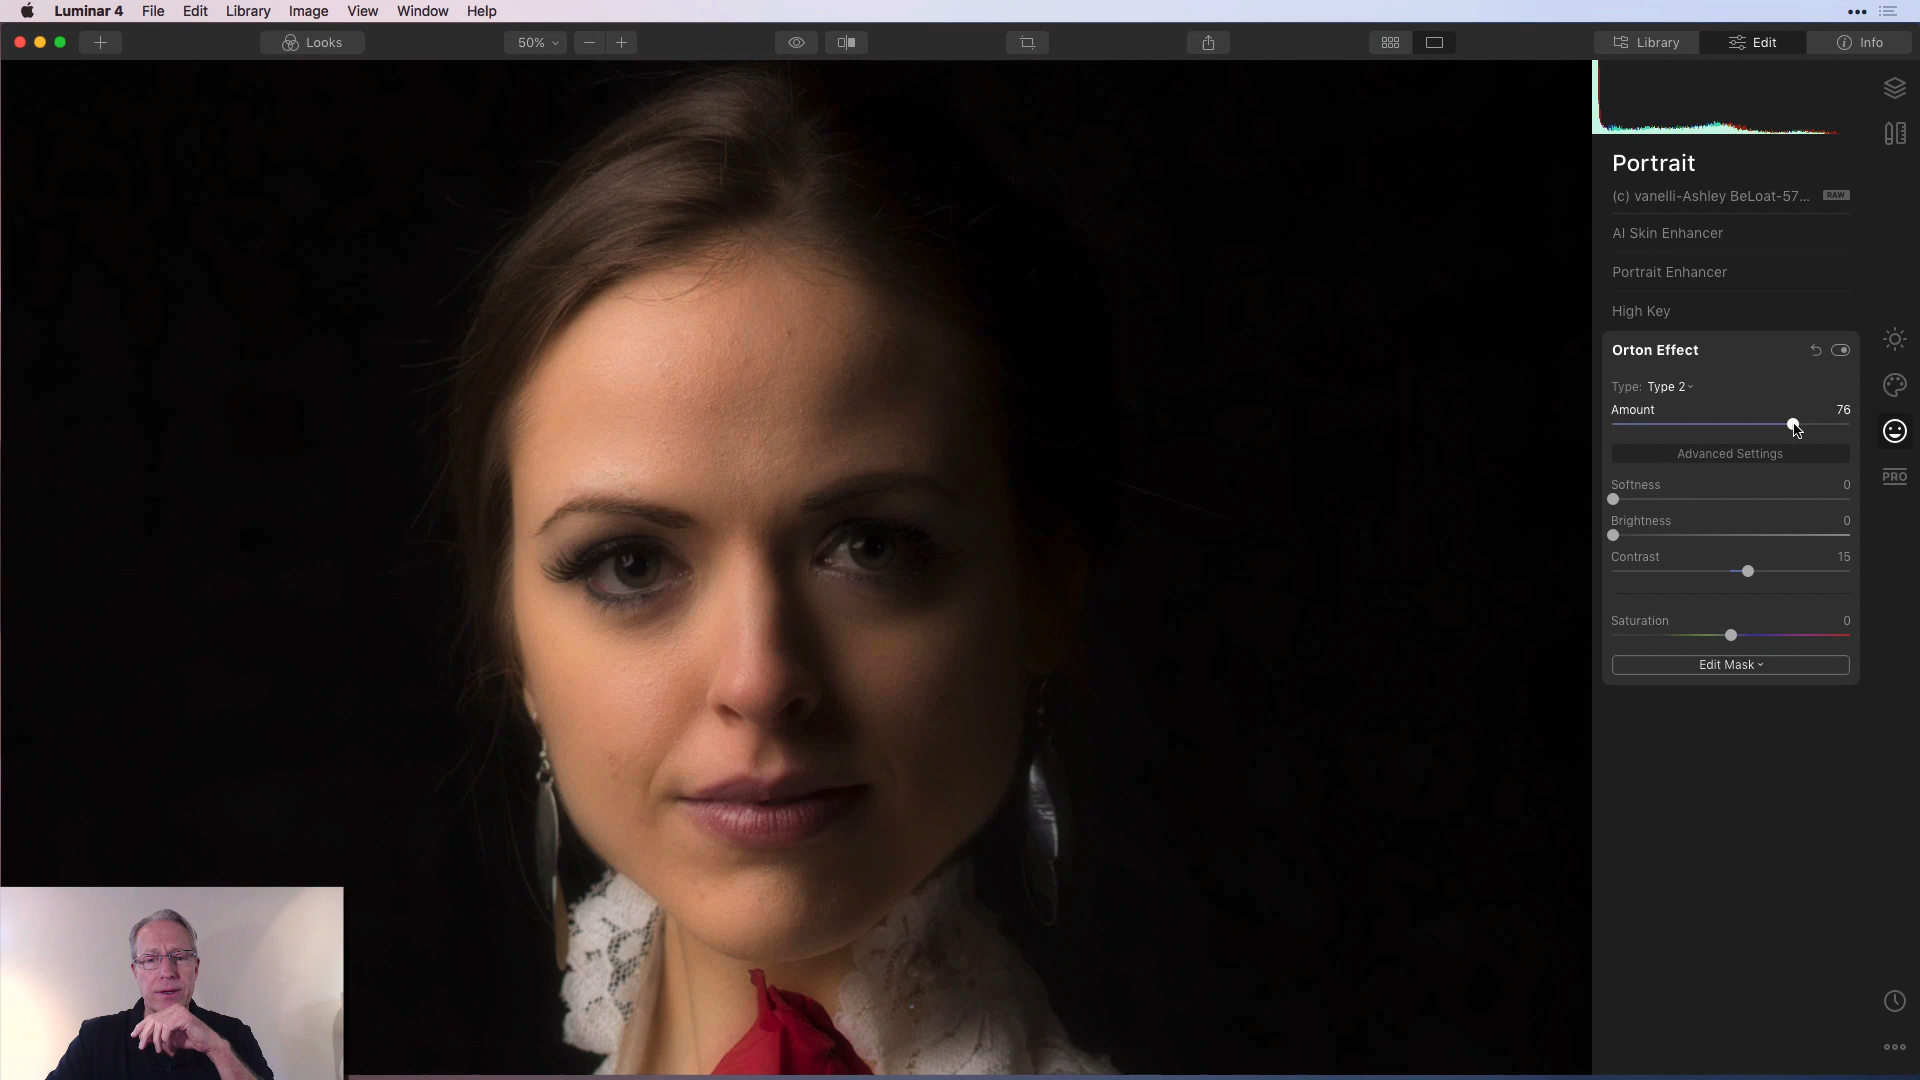 Luminar 4 File Edit Library Image View Window Help
Looks 50% Library Edit Info
Portrait
(c) vanelli-Ashley BeLoat-57... RAW
AI Skin Enhancer
Portrait Enhancer
High Key
Orton Effect
Type: Type 2
Amount 76
Advanced Settings
Softness 0
Brightness 0
Contrast 15
PRO
Saturation 0
Edit Mask